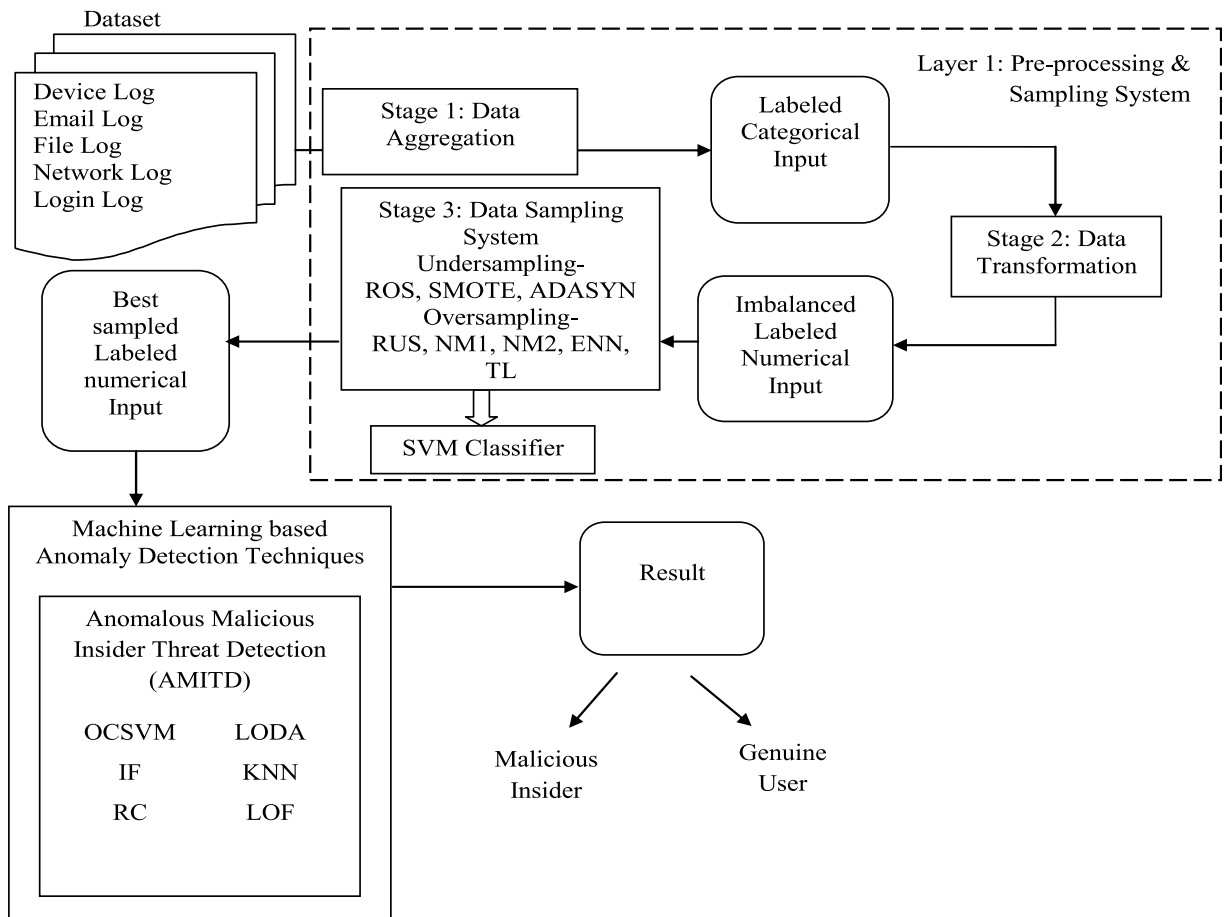 Dataset
Device Log
Email Log
File Log
Network Log
Login Log
Layer 1: Pre-processing &
Sampling System
Stage 1: Data
Aggregation
Labeled
Categorical
Input
Stage 2: Data
Transformation
Imbalanced
Labeled
Numerical
Input
Stage 3: Data Sampling
System
Undersampling-
ROS, SMOTE, ADASYN
Oversampling-
RUS, NM1, NM2, ENN,
TL
SVM Classifier
Best
sampled
Labeled
numerical
Input
Machine Learning based
Anomaly Detection Techniques
Anomalous Malicious
Insider Threat Detection
(AMITD)
OCSVM LODA
IF KNN
RC LOF
Result
Malicious
Insider
Genuine
User